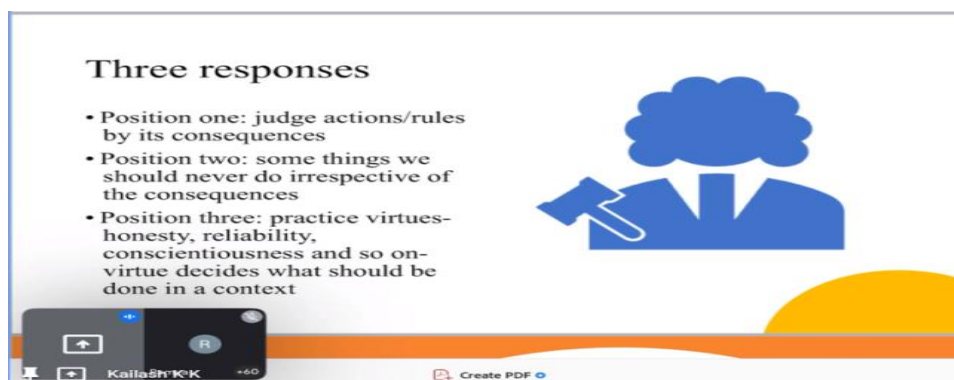 Three responses
• Position one: judge actions/rules
by its consequences
• Position two: some things we
should never do irrespective of
the consequences
• Position three: practice virtues-
honesty, reliability,
conscientiousness and so on-
virtue decides what should be
done in a context
R
Kailash K K
+60
Create PDF